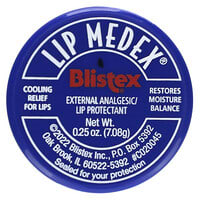 LIP MEDEX®
Blistex®
COOLING
RELIEF
FOR LIPS
RESTORES
MOISTURE
BALANCE
EXTERNAL ANALGESIC/
LIP PROTECTANT
Net Wt.
0.25 oz. (7.08g)
©2022 Blistex Inc., P.O. Box 5392
Oak Brook, IL 60522-5392 #C020045
Sealed for your protection